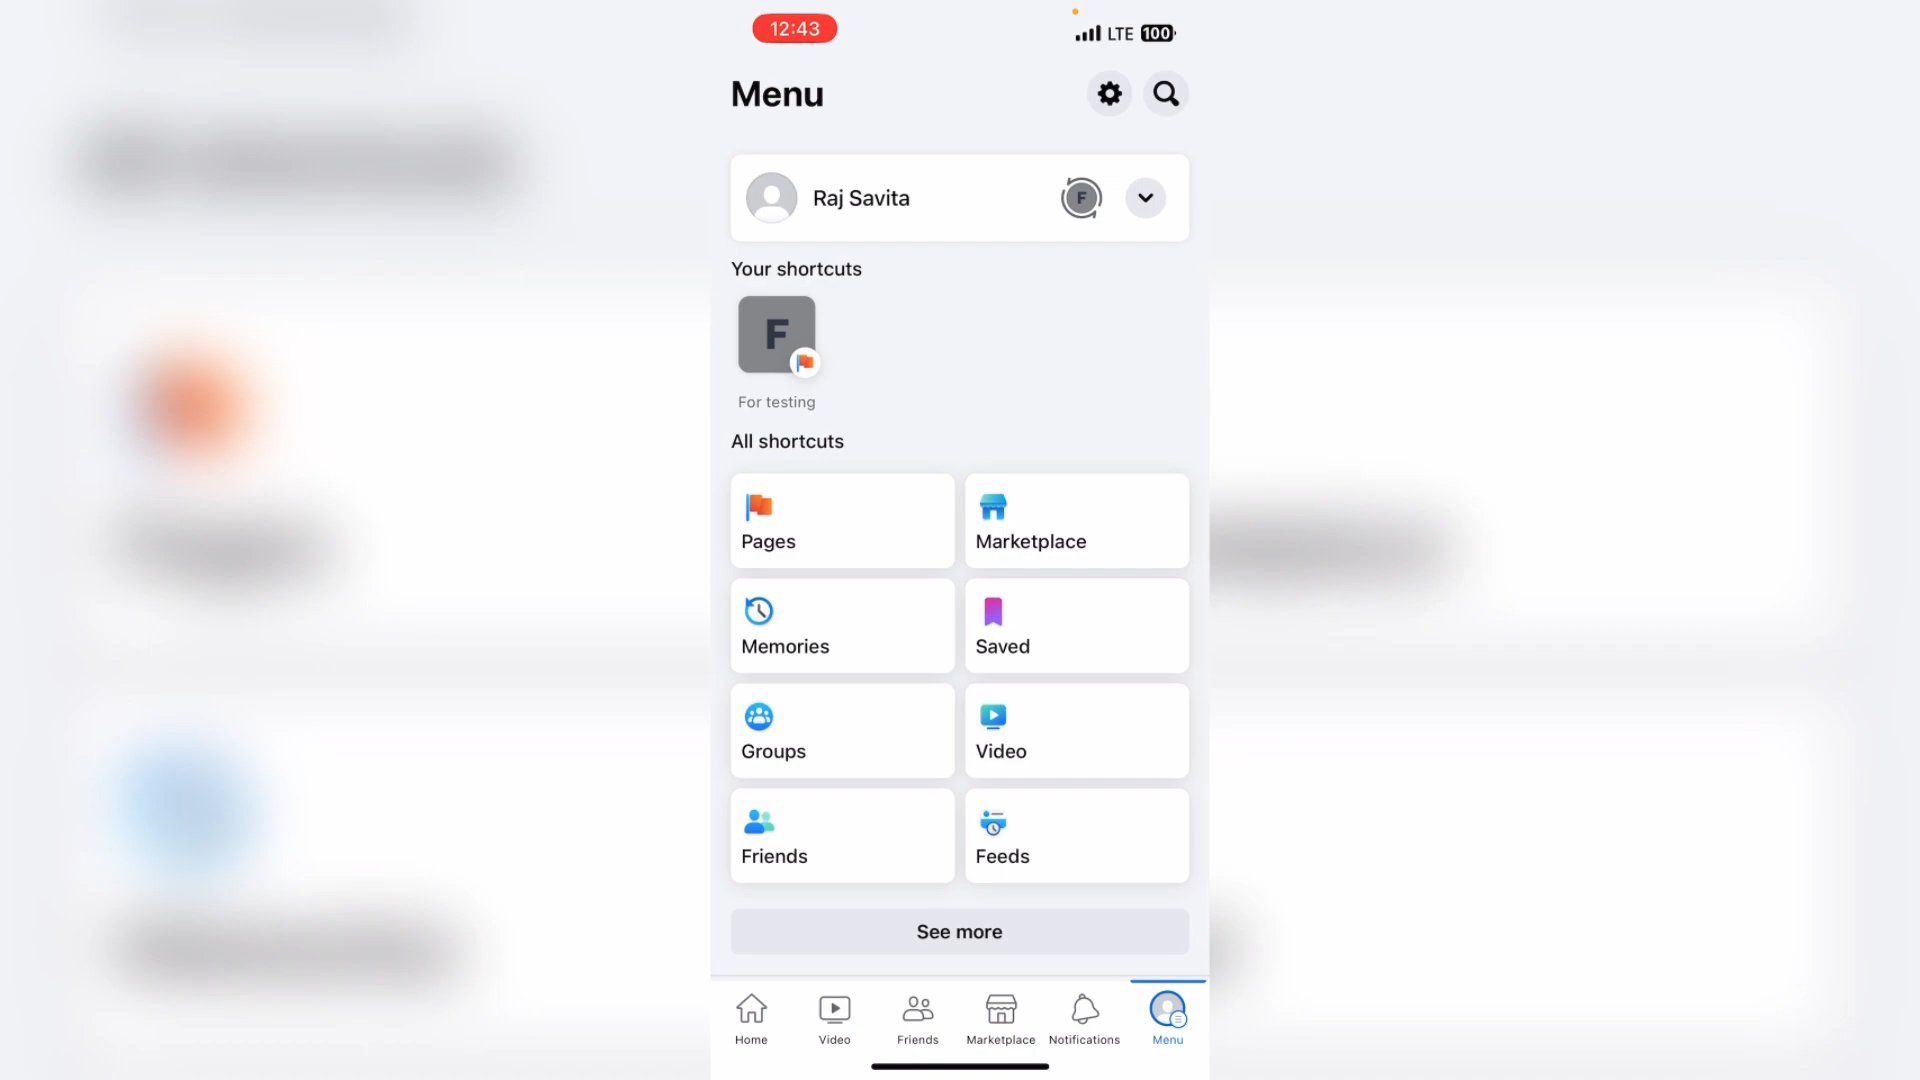 12:43
LTE 100
Menu
Raj Savita
F
Your shortcuts
F
For testing
All shortcuts
Pages
Marketplace
Memories
Saved
Groups
Video
Friends
Feeds
See more
Home
Video
Friends
Marketplace
Notifications
Menu